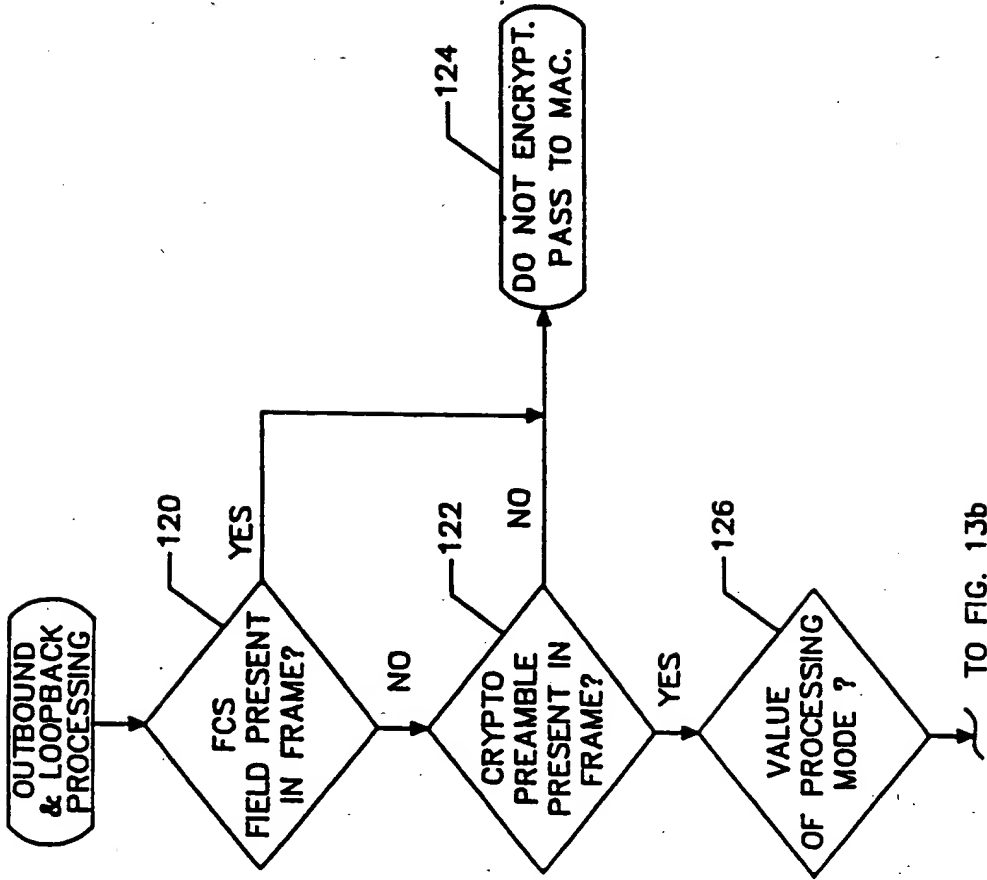 OUTBOUND
& LOOPBACK
PROCESSING
120
FCS
FIELD PRESENT
IN FRAME?
YES
NO
122
CRYPTO
PREAMBLE
PRESENT IN
FRAME?
NO
YES
124
DO NOT ENCRYPT.
PASS TO MAC.
126
VALUE
OF PROCESSING
MODE ?
TO FIG. 13b